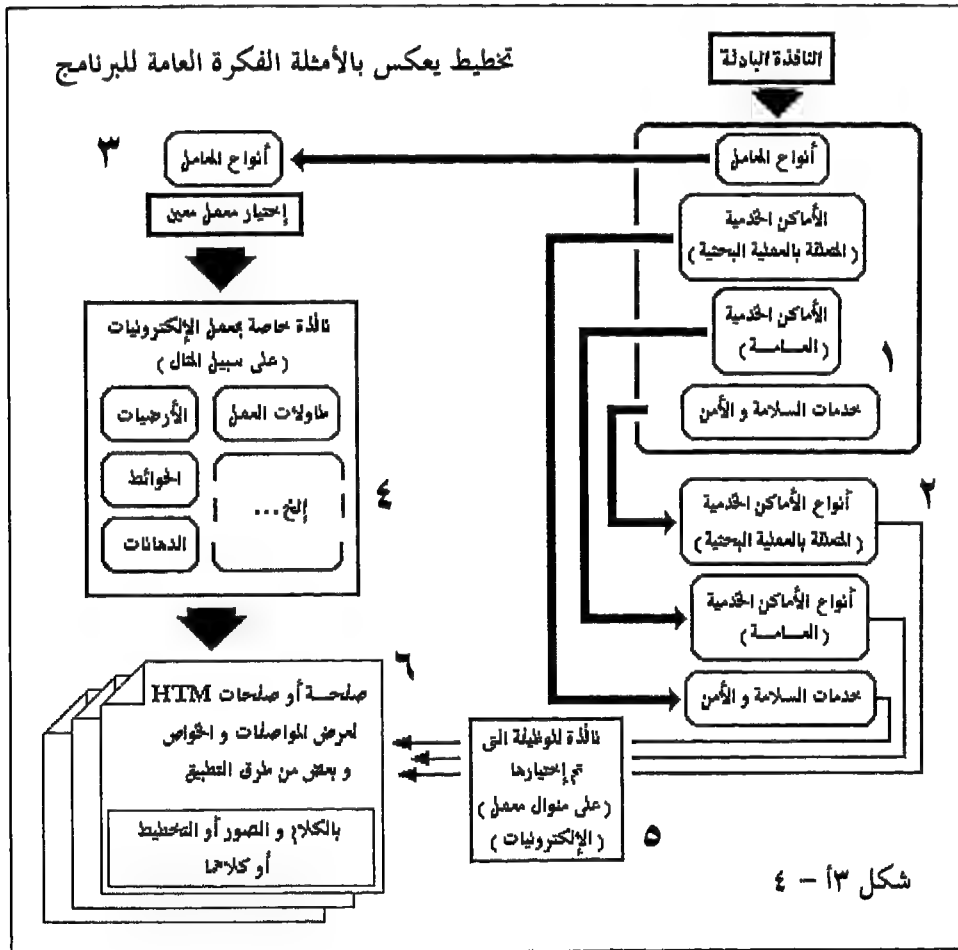 تخطيط يعكس بالأمثلة الفكرة العامة للبرنامج
النافذة البادئة
أنواع المعامل
الأماكن الخدمية
( المتعلقة بالعملية البحثية )
الأماكن الخدمية
( العـــامـــة )
خدمات السلامة و الأمن
١
٢
أنواع الأماكن الخدمية
( المتعلقة بالعملية البحثية )
أنواع الأماكن الخدمية
( العـــامـــة )
خدمات السلامة و الأمن
٣
أنواع المعامل
إختيار معمل معين
نافذة خاصة بمعمل الإلكترونيات
( على سبيل المثال )
طاولات العمل
الأرضيات
الحوائط
إلخ ...
الدهانات
٤
نافذة للوظيفة التى
تم إختيارها
( على منوال معمل )
( الإلكترونيات )
٥
٦
صفحـــة أو صفحات HTM
لعرض المواصفات و الخواص
و بعض من طرق التطبيق
بالكلام و الصور أو التخطيط
أو كلاهما
شكل ٣أ - ٤